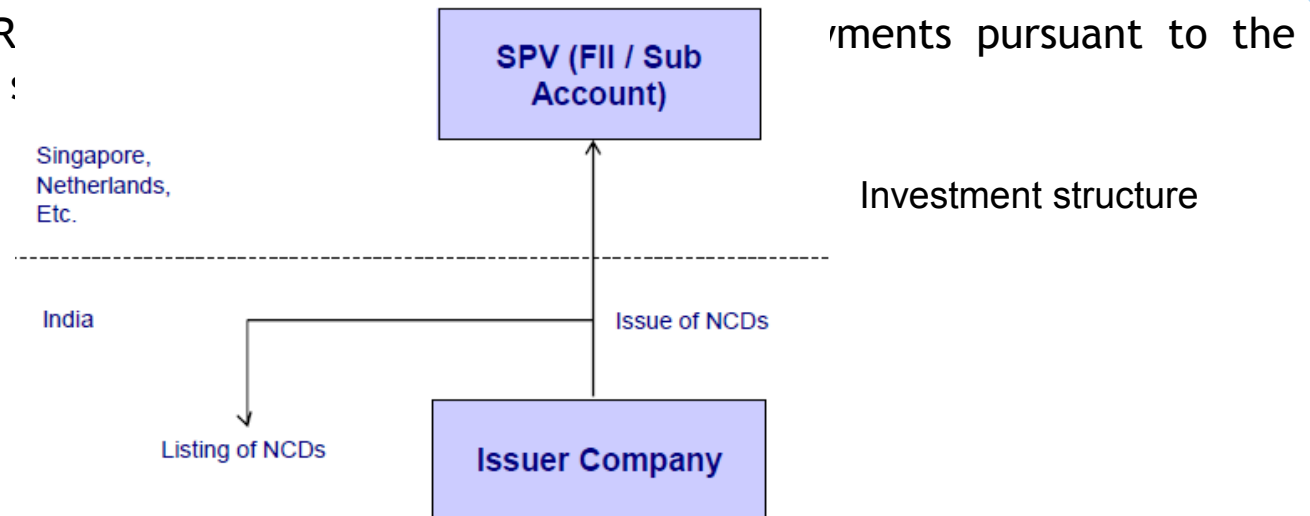 pursuant to the
SPV (FII / Sub
Account)
Singapore,
Netherlands,
Etc.
Investment structure
India
Issue of NCDs
Listing of NCDs
Issuer Company